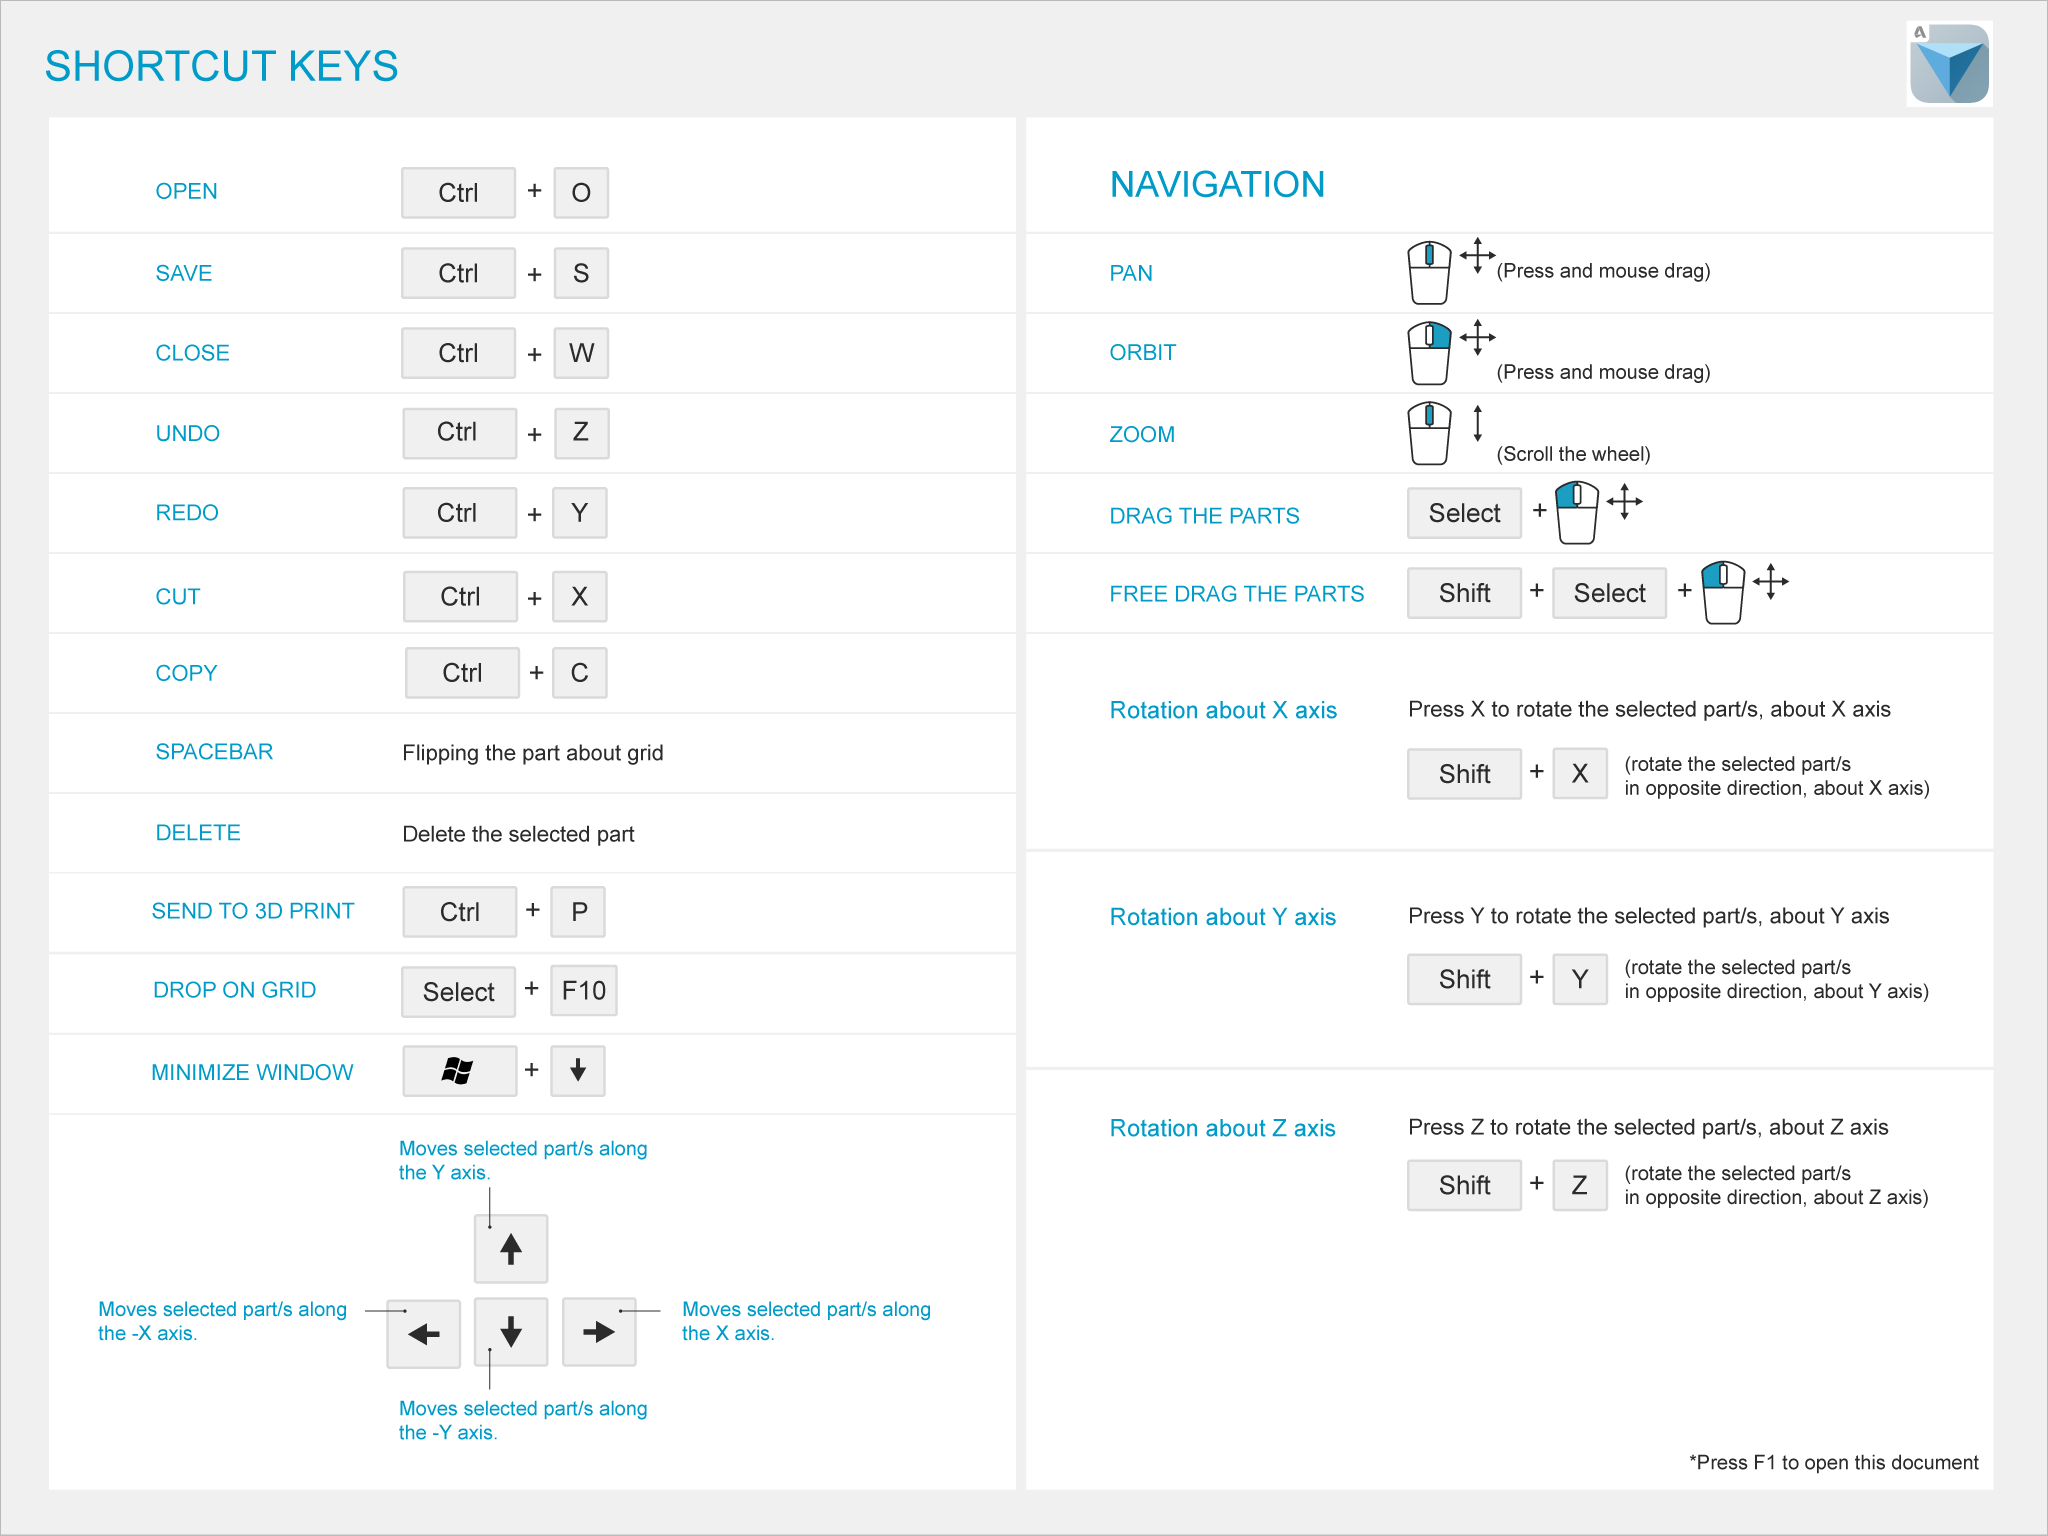 SHORTCUT KEYS
A
OPEN Ctrl + O
SAVE Ctrl + S
CLOSE Ctrl + W
UNDO Ctrl + Z
REDO Ctrl + Y
CUT Ctrl + X
COPY Ctrl + C
SPACEBAR Flipping the part about grid
DELETE Delete the selected part
SEND TO 3D PRINT Ctrl + P
DROP ON GRID Select + F10
MINIMIZE WINDOW +
Moves selected part/s along
the Y axis.
Moves selected part/s along
the -X axis.
Moves selected part/s along
the X axis.
Moves selected part/s along
the -Y axis.
NAVIGATION
PAN (Press and mouse drag)
ORBIT (Press and mouse drag)
ZOOM (Scroll the wheel)
DRAG THE PARTS Select +
FREE DRAG THE PARTS Shift + Select +
Rotation about X axis Press X to rotate the selected part/s, about X axis
Shift + X (rotate the selected part/s
in opposite direction, about X axis)
Rotation about Y axis Press Y to rotate the selected part/s, about Y axis
Shift + Y (rotate the selected part/s
in opposite direction, about Y axis)
Rotation about Z axis Press Z to rotate the selected part/s, about Z axis
Shift + Z (rotate the selected part/s
in opposite direction, about Z axis)
*Press F1 to open this document